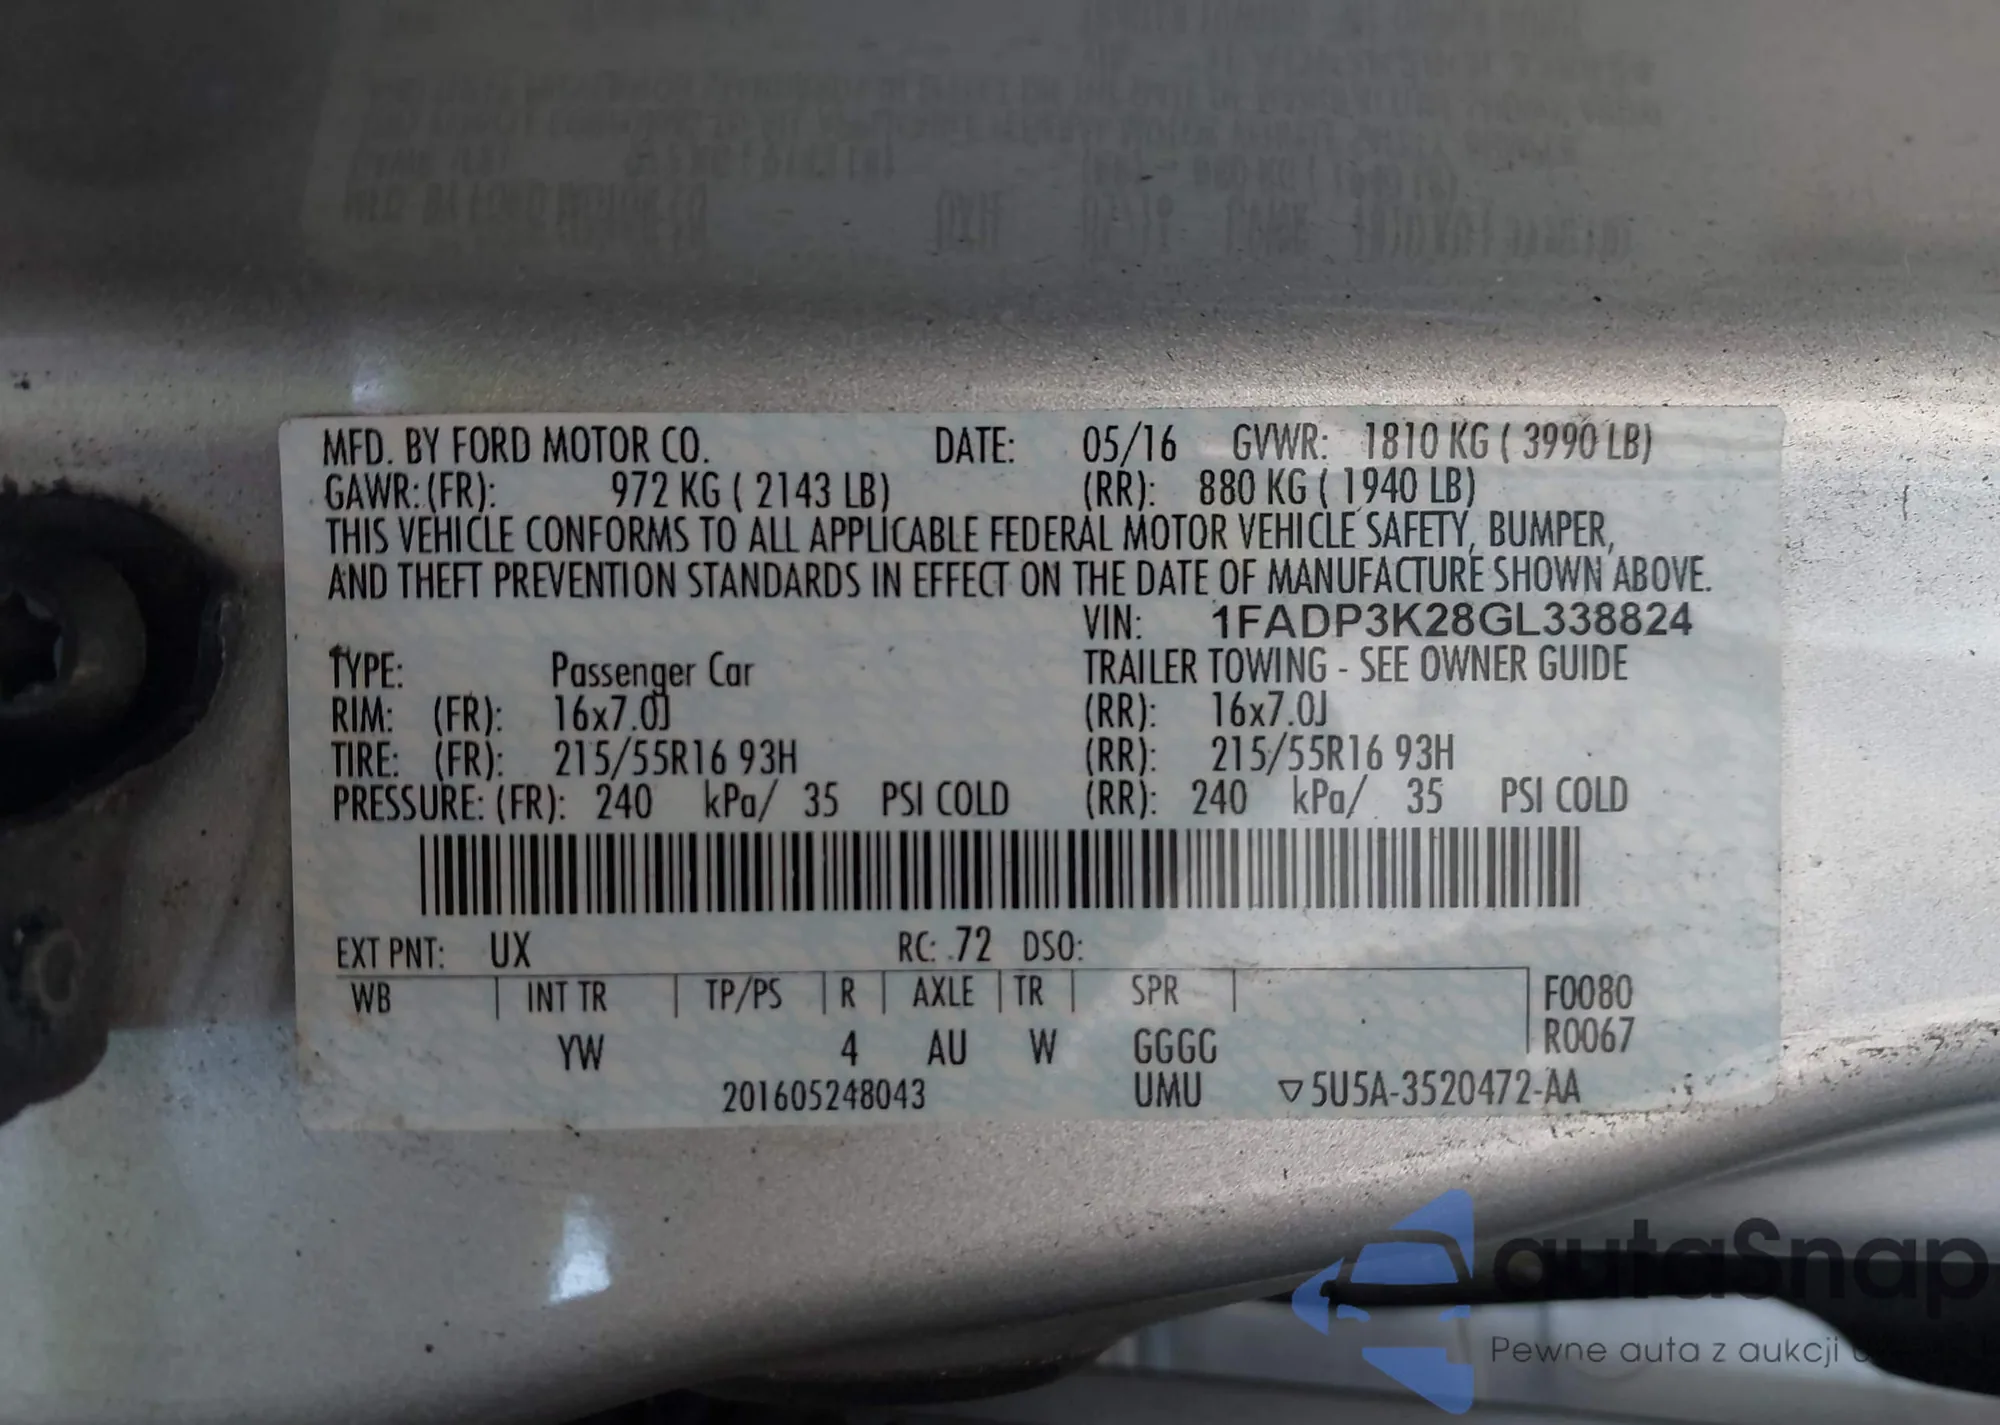 MFD. BY FORD MOTOR CO. DATE: 05/16 GVWR: 1810 KG ( 3990 LB)
GAWR: (FR): 972 KG ( 2143 LB) (RR): 880 KG ( 1940 LB)
THIS VEHICLE CONFORMS TO ALL APPLICABLE FEDERAL MOTOR VEHICLE SAFETY, BUMPER,
AND THEFT PREVENTION STANDARDS IN EFFECT ON THE DATE OF MANUFACTURE SHOWN ABOVE.
VIN: 1FADP3K28GL338824
TYPE: Passenger Car TRAILER TOWING - SEE OWNER GUIDE
RIM: (FR): 16x7.0J (RR): 16x7.0J
TIRE: (FR): 215/55R16 93H (RR): 215/55R16 93H
PRESSURE: (FR): 240 kPa/ 35 PSI COLD (RR): 240 kPa/ 35 PSI COLD
EXT PNT: UX RC: 72 DSO:
WB | INT TR | TP/PS | R | AXLE | TR | SPR | F0080
YW 4 AU W GGGG R0067
201605248043 UMU ▽5U5A-3520472-AA
autaSnap
Pewne auta z aukcji